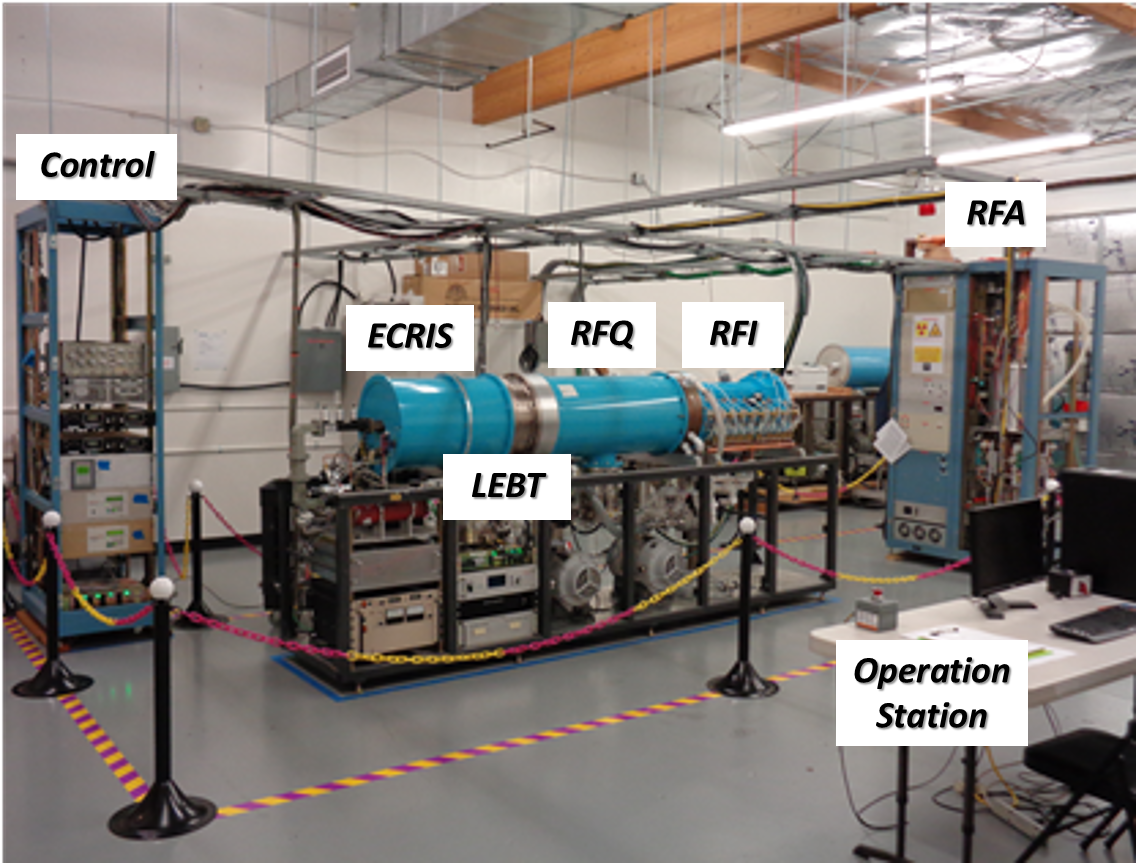 Control
RFA
ECRIS
RFQ
RFI
LEBT
Operation
Station